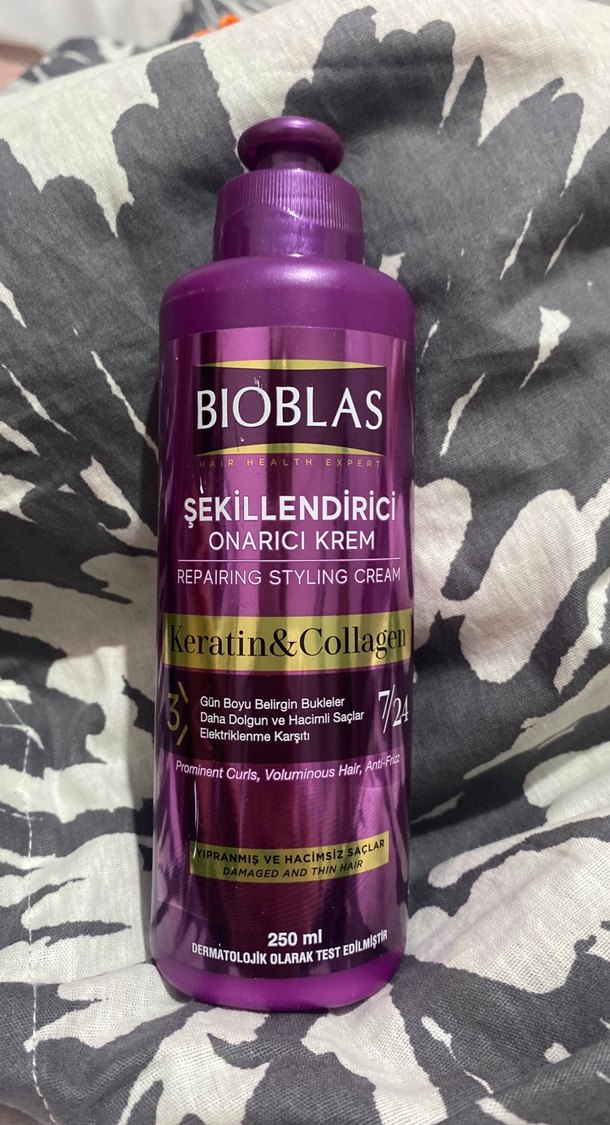 BIOBLAS
HAIR HEALTH EXPERT
ŞEKİLLENDİRİCİ
ONARICI KREM
REPAIRING STYLING CREAM
Keratin&Collagen
3
Gün Boyu Belirgin Bukleler
Daha Dolgun ve Hacimli Saçlar
Elektriklenme Karşıtı
7/24
Prominent Curls, Voluminous Hair, Anti-Frizz
YIPRANMIŞ VE HACİMSİZ SAÇLAR
DAMAGED AND THIN HAIR
250 ml
DERMATOLOJİK OLARAK TEST EDİLMİŞTİR